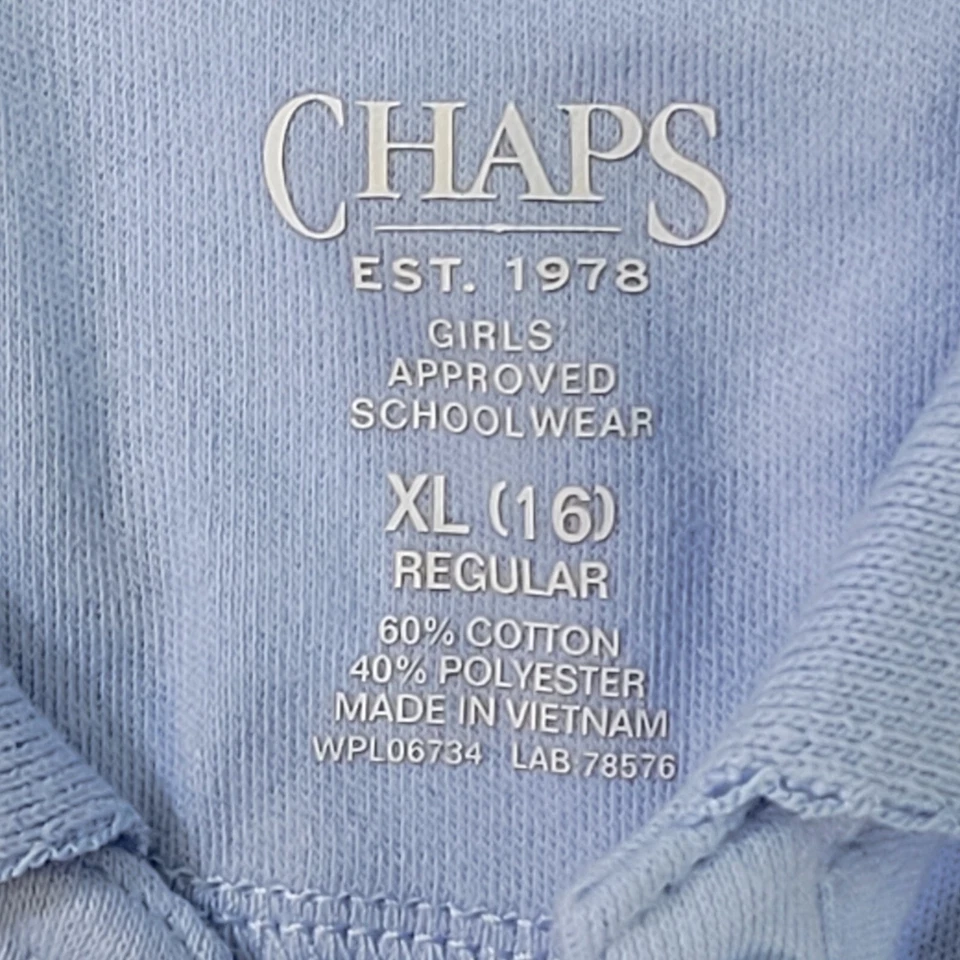 CHAPS
EST. 1978
GIRLS'
APPROVED
SCHOOLWEAR
XL (16)
REGULAR
60% COTTON
40% POLYESTER
MADE IN VIETNAM
WPL06734 LAB:78576